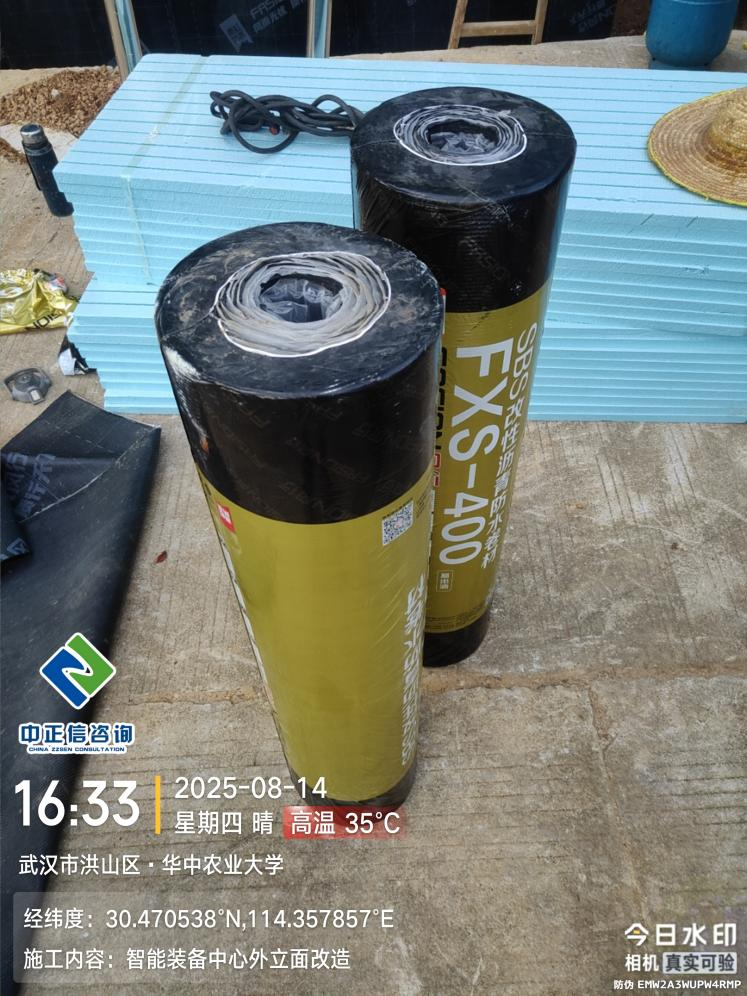 SBS改性沥青防水卷材
FXS-400
中正信咨询
CHINA ZZSEN CONSULTATION
16:33
2025-08-14
星期四 晴 高温 35℃
武汉市洪山区·华中农业大学
经纬度：30.470538°N,114.357857°E
施工内容：智能装备中心外立面改造
今日水印
相机 真实可验
防伪 EMW2A3WUPW4RMP